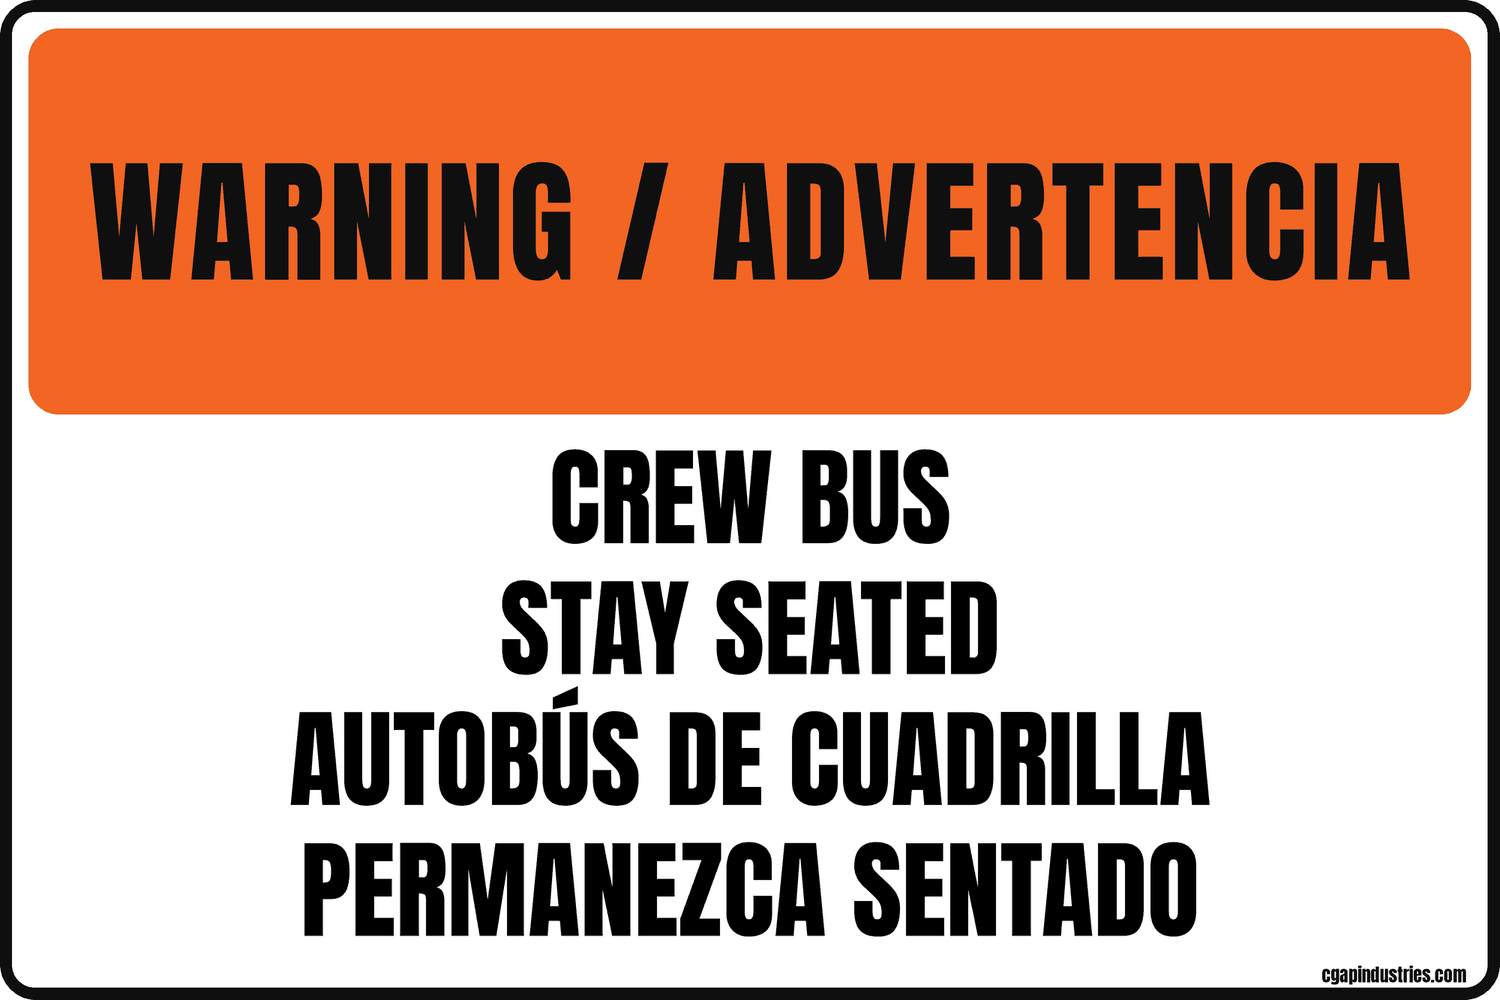 WARNING / ADVERTENCIA
CREW BUS
STAY SEATED
AUTOBÚS DE CUADRILLA
PERMANEZCA SENTADO
cgapindustries.com